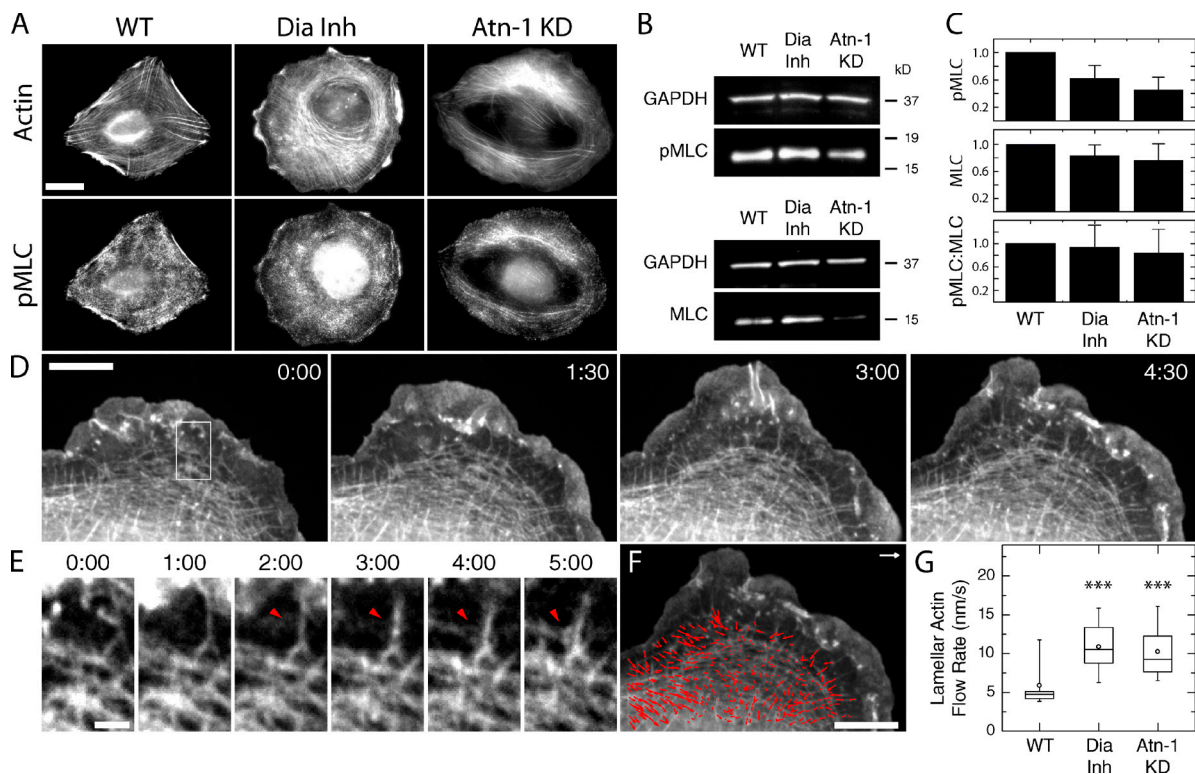 A
WT
Dia Inh
Atn-1 KD
Actin
pMLC
B
WT
Dia
Inh
Atn-1
KD
kD
GAPDH
37
pMLC
19
15
WT
Dia
Inh
Atn-1
KD
GAPDH
37
MLC
15
C
pMLC
1.0
0.6
0.2
MLC
1.0
0.6
0.2
pMLC:MLC
1.0
0.6
0.2
WT
Dia
Inh
Atn-1
KD
D
0:00
1:30
3:00
4:30
E
0:00
1:00
2:00
3:00
4:00
5:00
F
G
Lamellar Actin
Flow Rate (nm/s)
20
15
10
5
0
***
***
WT
Dia
Inh
Atn-1
KD